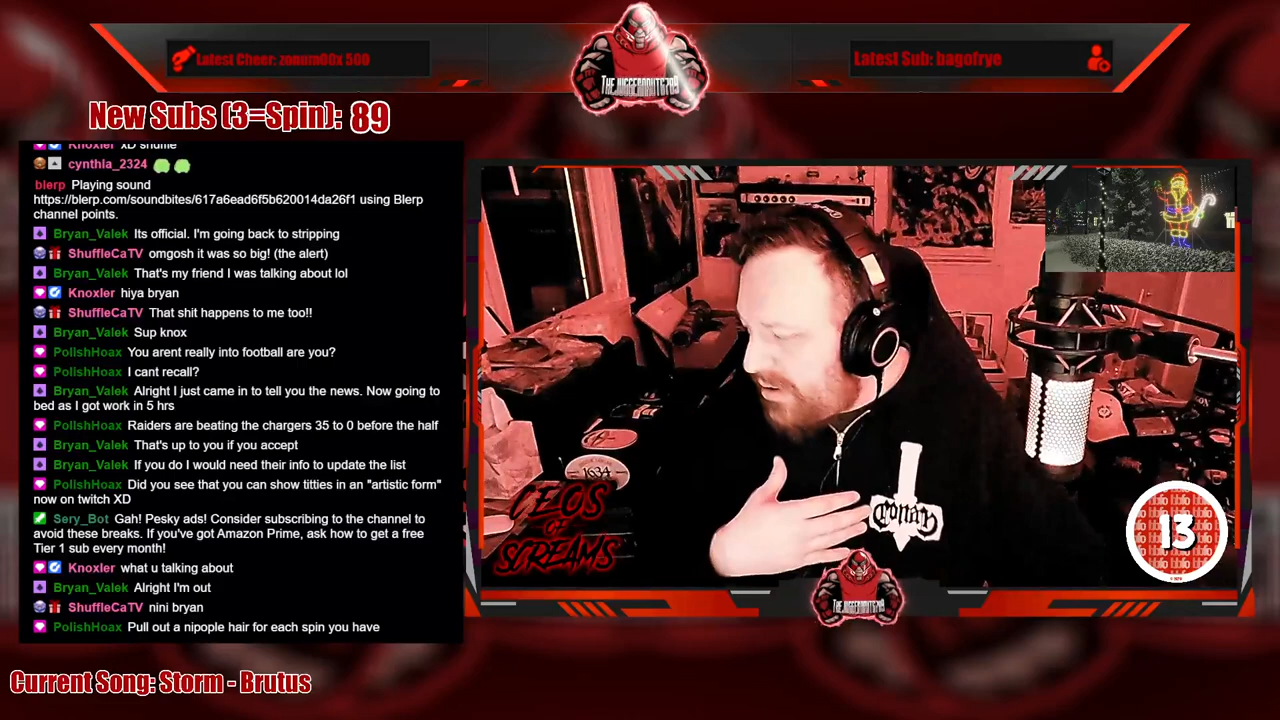 Latest Cheer: zonum00x 500
THEJUGGERNAUT6789
Latest Sub: bagofrye
New Subs (3=Spin): 89
Knoxler xD shuffle
cynthia_2324
blerp Playing sound
https://blerp.com/soundbites/617a6ead6f5b620014da26f1 using Blerp
channel points.
Bryan_Valek Its official. I'm going back to stripping
ShuffleCaTV omgosh it was so big! (the alert)
Bryan_Valek That's my friend I was talking about lol
Knoxler hiya bryan
ShuffleCaTV That shit happens to me too!!
Bryan_Valek Sup knox
PolishHoax You arent really into football are you?
PolishHoax I cant recall?
Bryan_Valek Alright I just came in to tell you the news. Now going to
bed as I got work in 5 hrs
PolishHoax Raiders are beating the chargers 35 to 0 before the half
Bryan_Valek That's up to you if you accept
Bryan_Valek If you do I would need their info to update the list
PolishHoax Did you see that you can show titties in an "artistic form"
now on twitch XD
Sery_Bot Gah! Pesky ads! Consider subscribing to the channel to
avoid these breaks. If you've got Amazon Prime, ask how to get a free
Tier 1 sub every month!
Knoxler what u talking about
Bryan_Valek Alright I'm out
ShuffleCaTV nini bryan
PolishHoax Pull out a nipople hair for each spin you have
1634
CEOS
OF
SCREAMS
Conan
13
Current Song: Storm - Brutus